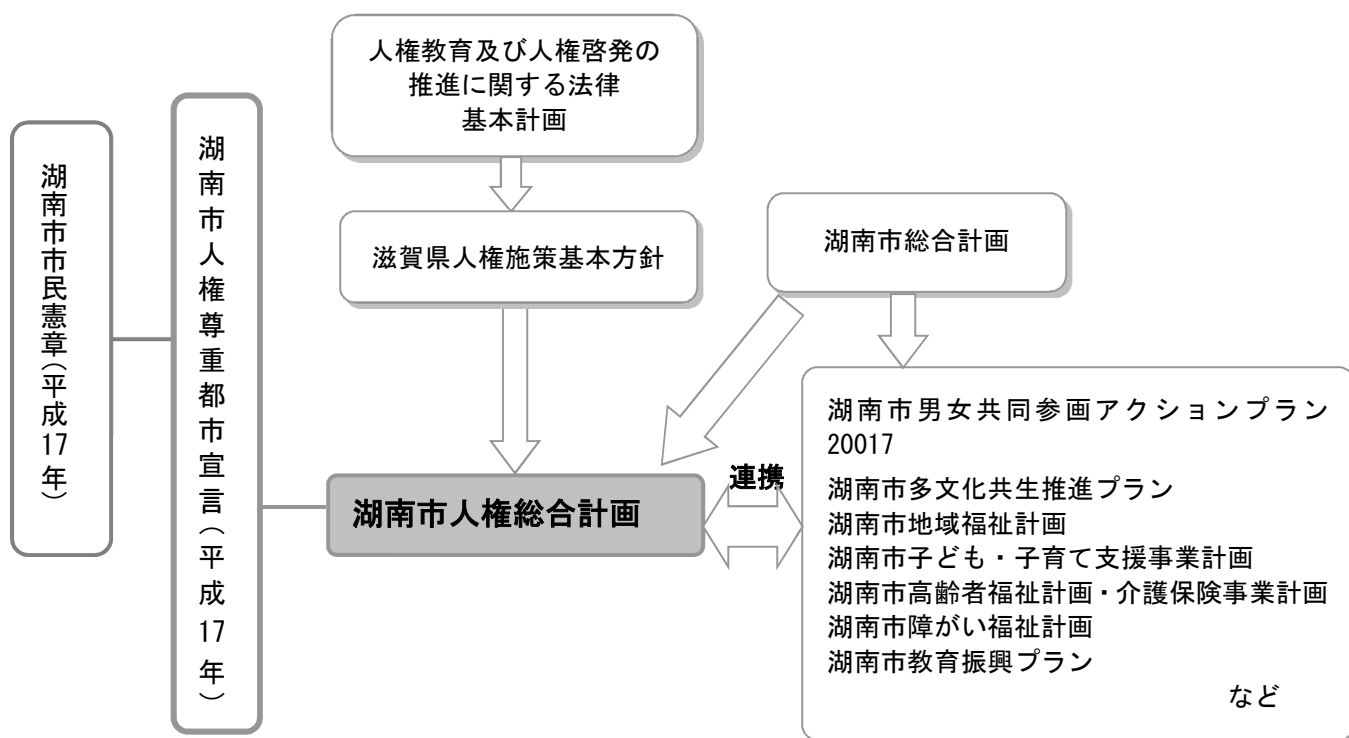 人権教育及び人権啓発の
推進に関する法律
基本計画
湖南市市民憲章(平成17年)
湖南市人権尊重都市宣言(平成17年)
滋賀県人権施策基本方針
湖南市総合計画
湖南市人権総合計画
連携
湖南市男女共同参画アクションプラン
20017
湖南市多文化共生推進プラン
湖南市地域福祉計画
湖南市子ども・子育て支援事業計画
湖南市高齢者福祉計画・介護保険事業計画
湖南市障がい福祉計画
湖南市教育振興プラン
など